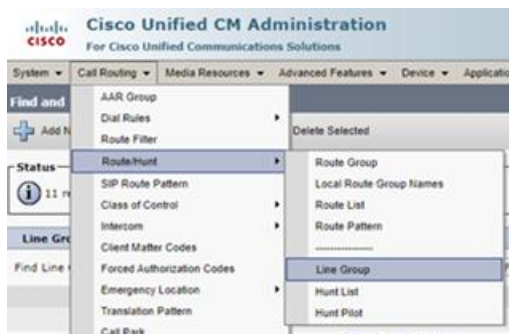 cisco
Cisco Unified CM Administration
For Cisco Unified Communications Solutions
System Call Routing Media Resources Advanced Features Device
Find and
Add
Delete Selected
Status
11
Line
Find Line
AAR Group
Dial Rules
Route Filter
Route/Hunt
SIP Route Pattern
Class of Control
Intercom
Client Matter Codes
Forced Authorization Codes
Emergency Location
Translation Pattern
Call Park
Route Group
Local Route Group Names
Route List
Route Pattern
----------------
Line Group
Hunt List
Hunt Pilot